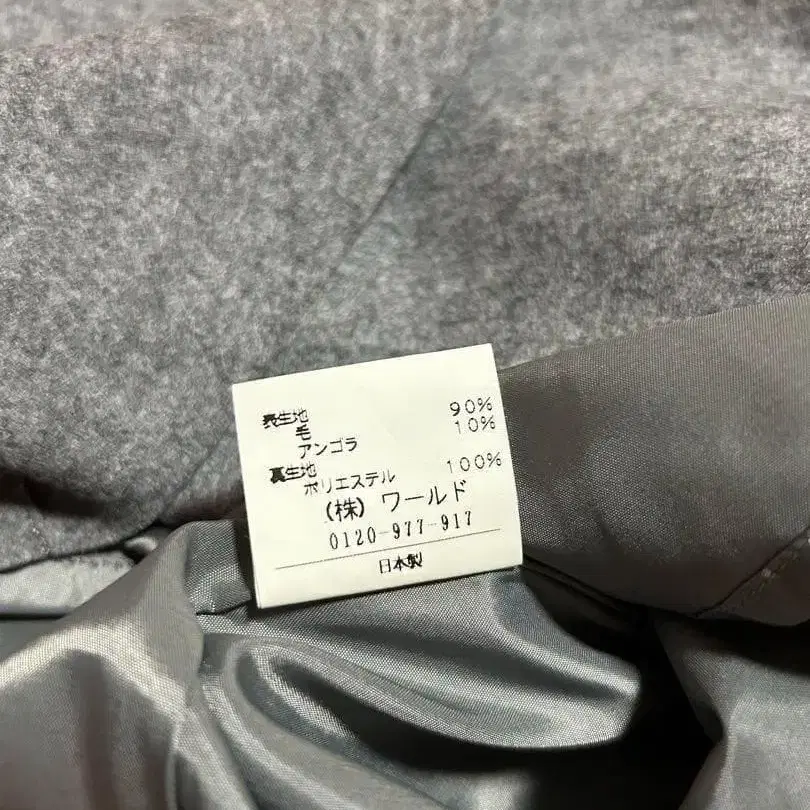 表生地
毛 90%
アンゴラ 10%
裏生地
ポリエステル 100%
(株) ワールド
0120-977-917
日本製